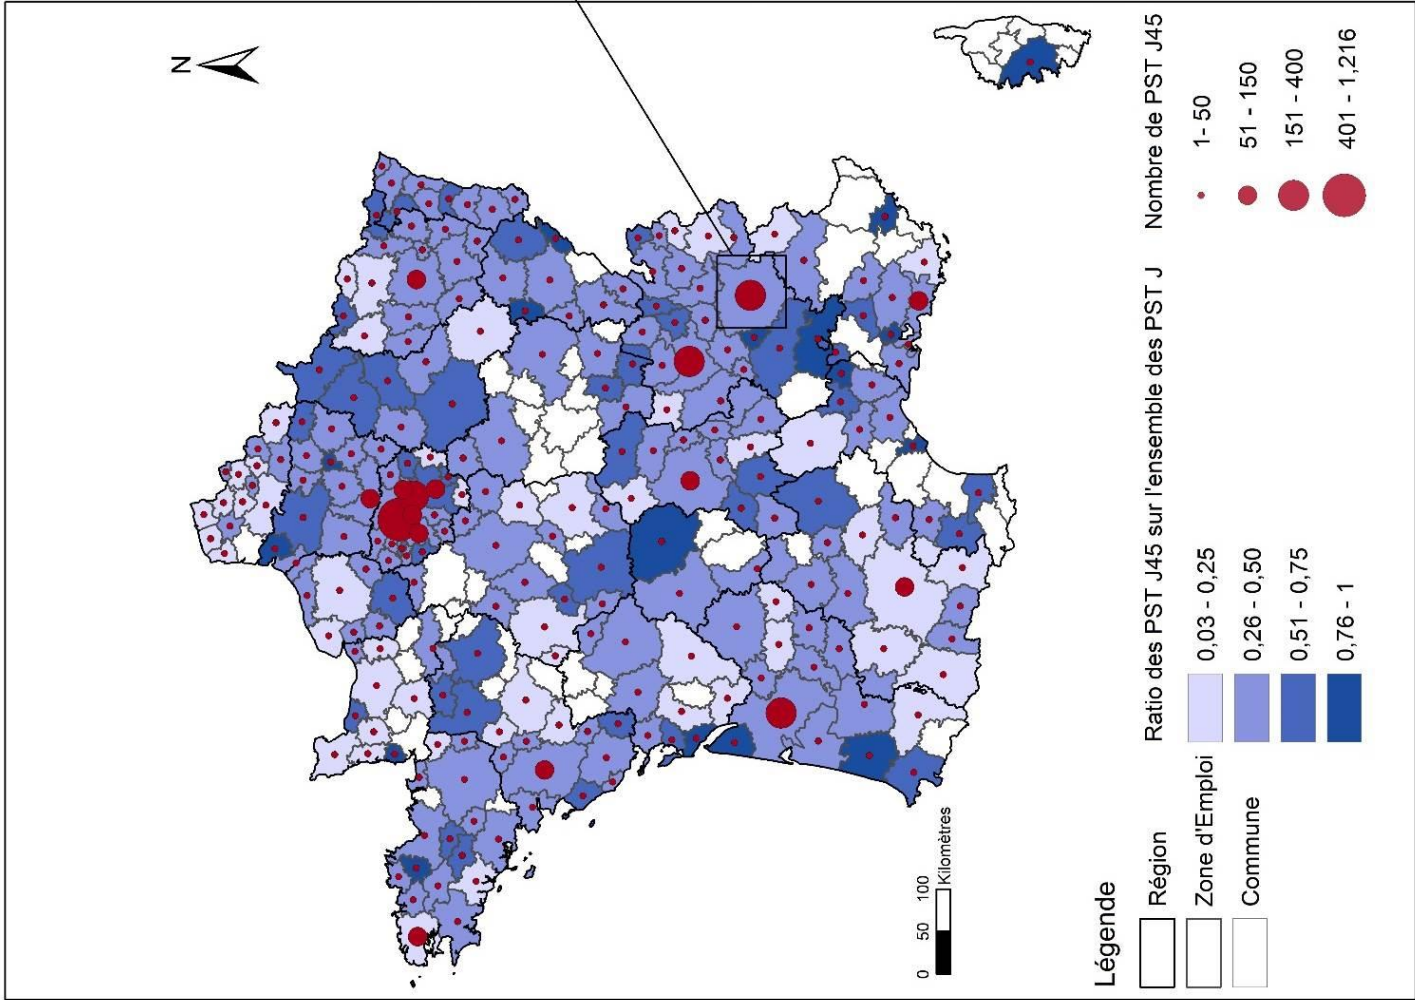 N
0 50 100
Kilomètres
Légende
Région
Zone d'Emploi
Commune
Ratio des PST J45 sur l'ensemble des PST J
0,03 - 0,25
0,26 - 0,50
0,51 - 0,75
0,76 - 1
Nombre de PST J45
1- 50
51 - 150
151 - 400
401 - 1,216